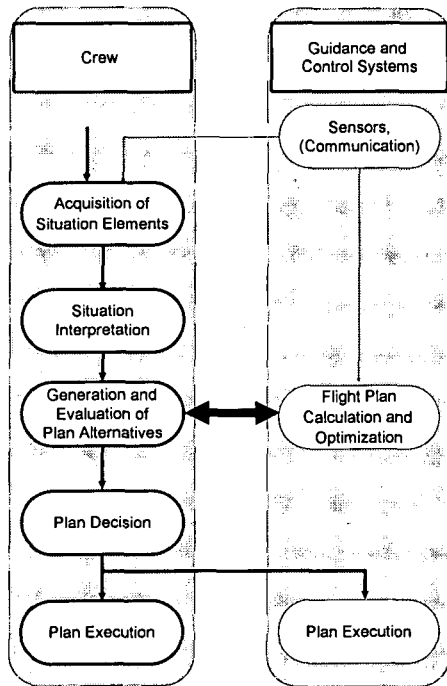 Crew
Guidance and
Control Systems
Sensors,
(Communication)
Acquisition of
Situation Elements
Situation
Interpretation
Generation and
Evaluation of
Plan Alternatives
Flight Plan
Calculation and
Optimization
Plan Decision
Plan Execution
Plan Execution